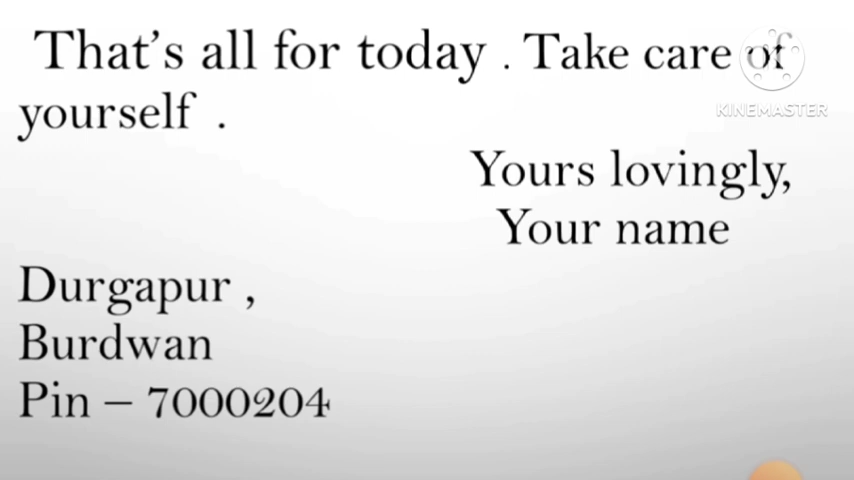 That's all for today . Take care of
KINEMASTER
yourself .
Yours lovingly,
Your name
Durgapur ,
Burdwan
Pin – 7000204